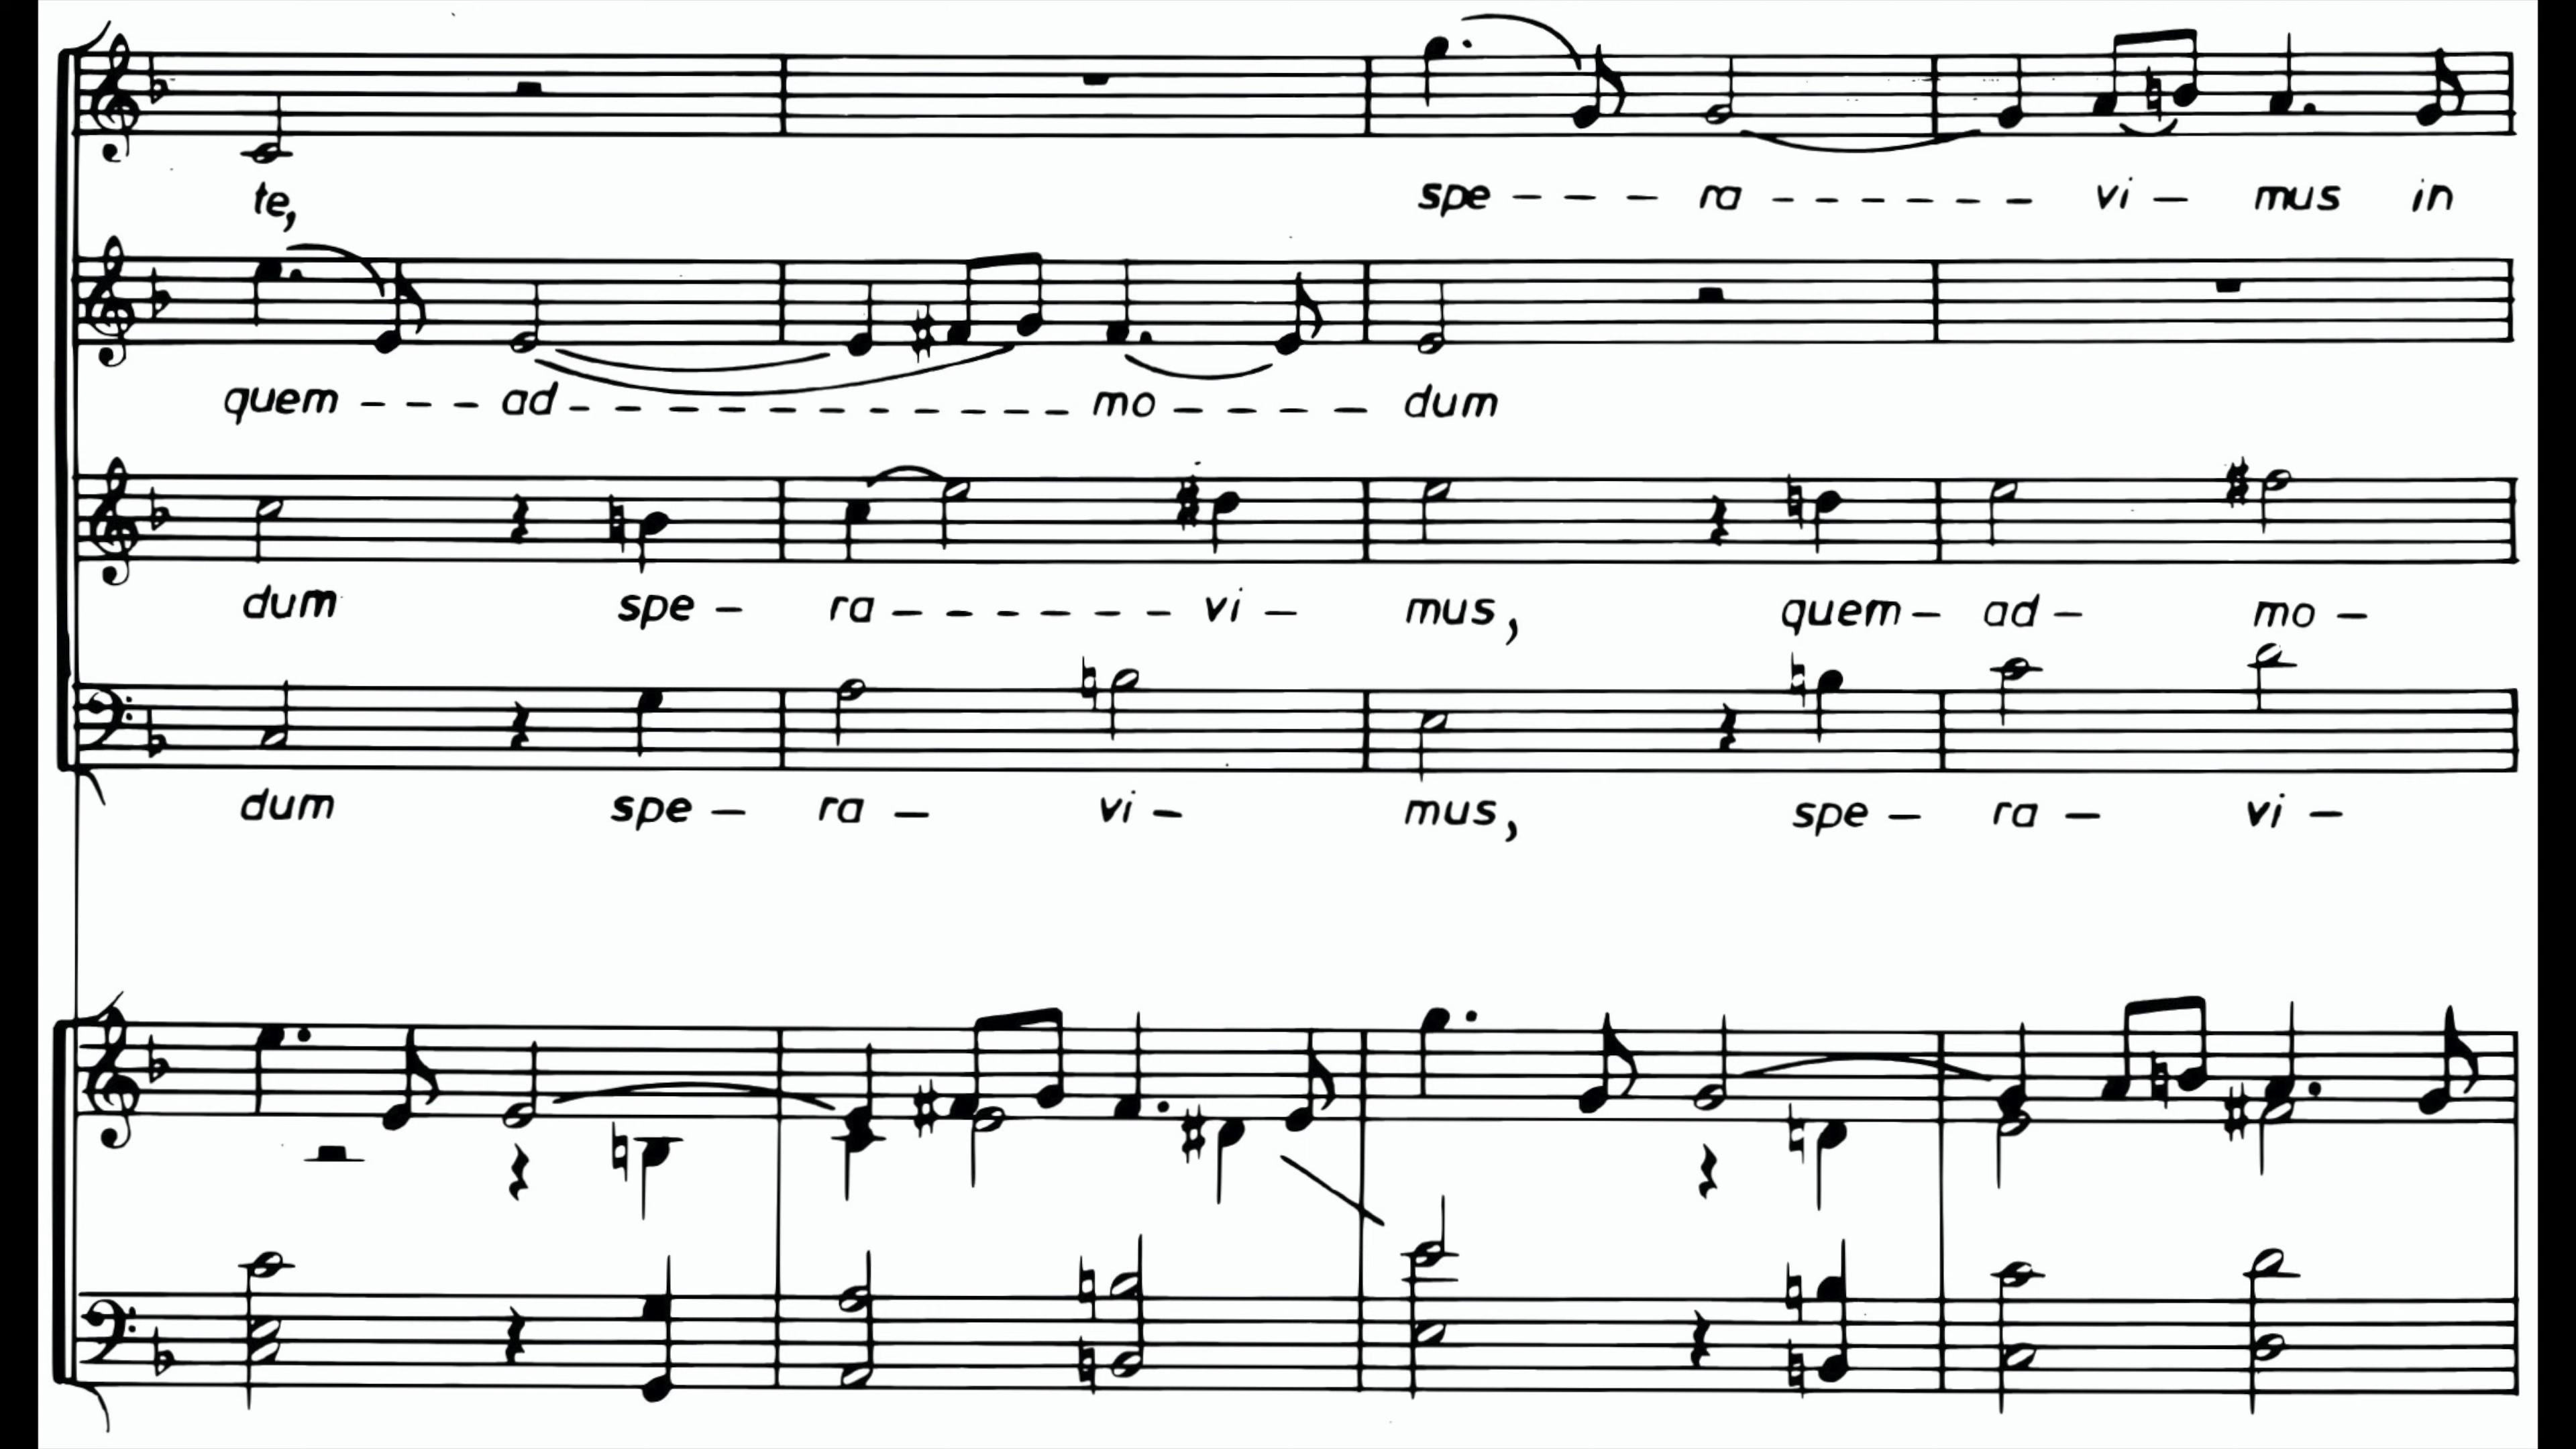 te, spe - - - ra - - - - - - vi - mus in
quem - - - ad - - - - - - - - - - mo - - - - dum
dum spe - ra - - - - - - vi - mus, quem - ad - mo -
dum spe - ra - vi - mus, spe - ra - vi -